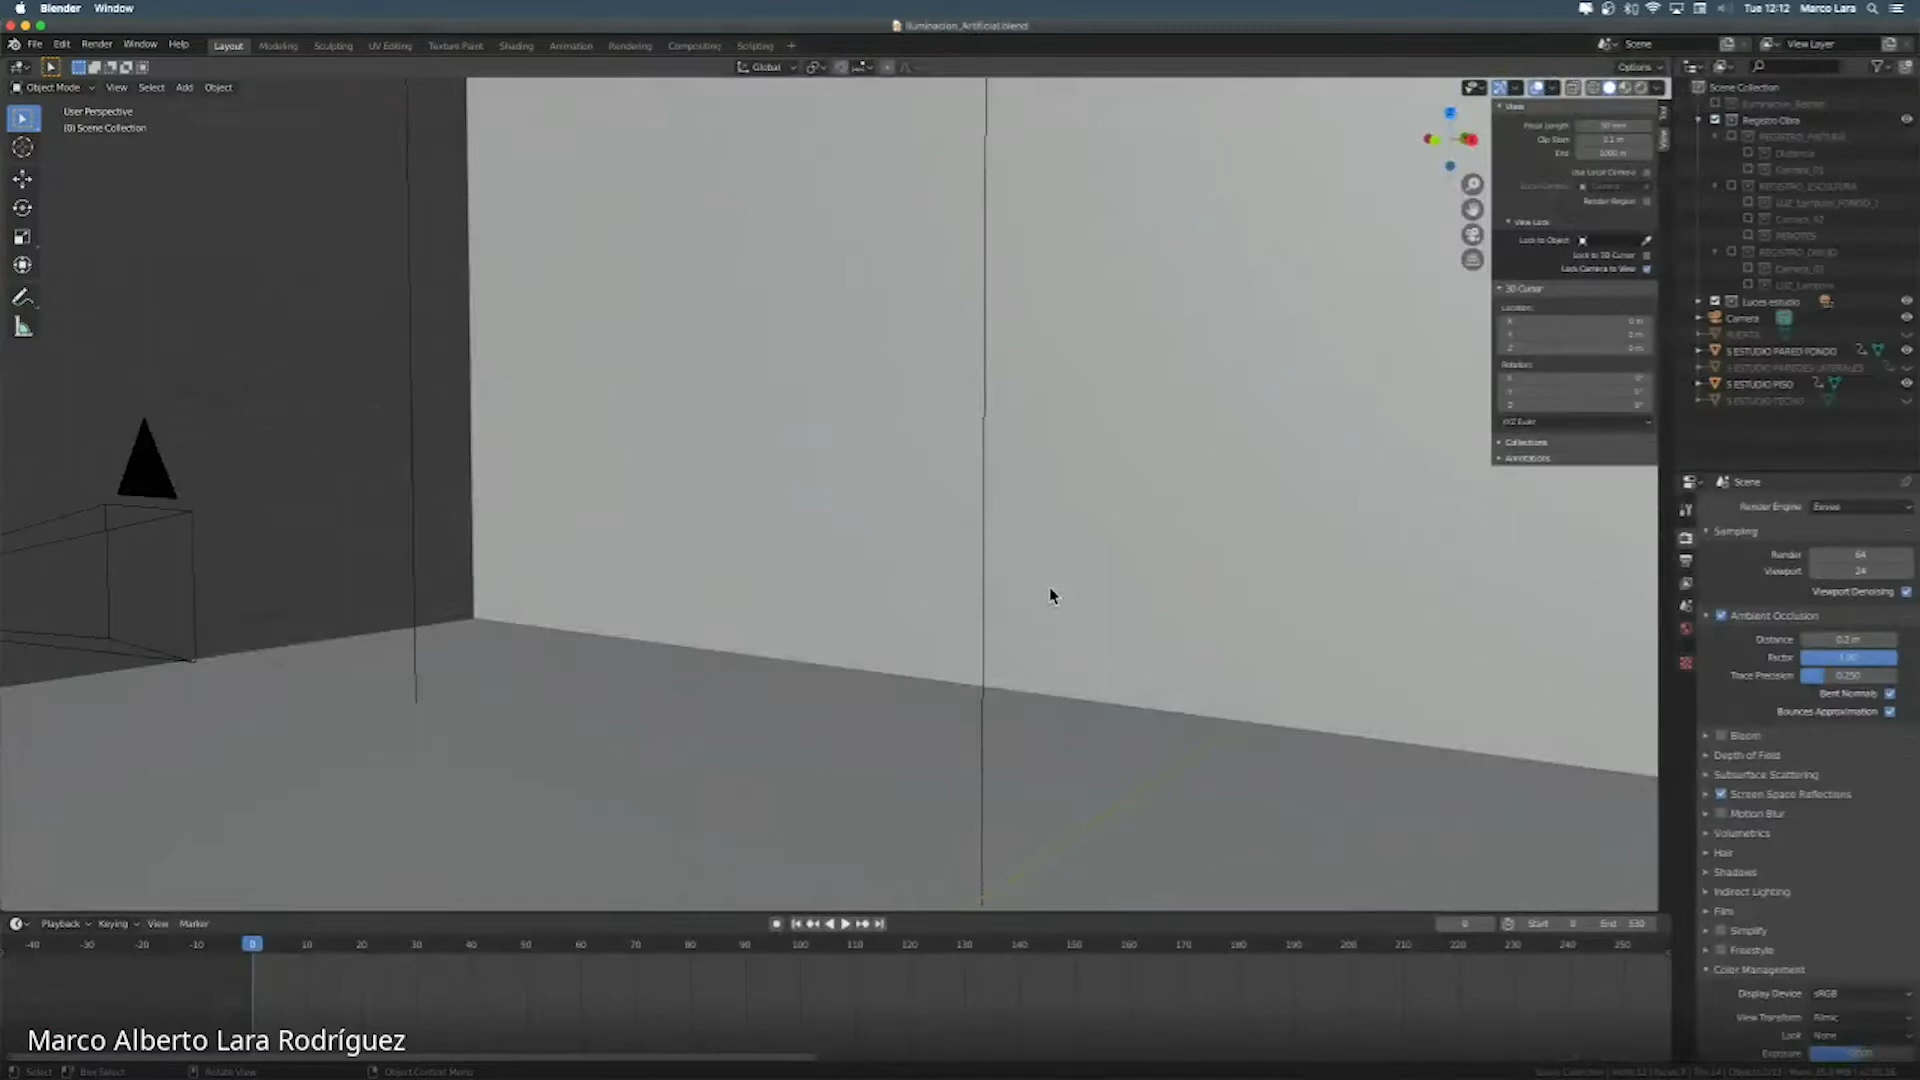 Blender Window
Tue 12:12 Marco Lara
Iluminacion_Artificial.blend
File Edit Render Window Help Layout Modeling Sculpting UV Editing Texture Paint Shading Animation Rendering Compositing Scripting +
Scene
View Layer
Global
Options
Object Mode View Select Add Object
User Perspective
(0) Scene Collection
View
Focal Length 50 mm
Clip Start 0.1 m
End 1000 m
Use Local Camera
Render Region
View Lock
Lock to Object
Lock to 3D Cursor
Lock Camera to View
3D Cursor
Location:
X 0 m
Y 0 m
Z 0 m
Rotation:
X 0°
Y 0°
Z 0°
XYZ Euler
Collections
Annotations
Tool
View
Scene Collection
Registro Obra
REGISTRO_PINTURA
Distancia
Camara_01
REGISTRO_ESCULTURA
Camara_02
REGISTRO_DIBUJO
Camara_03
Luces estudio
Camera
PUERTA
S ESTUDIO PARED FONDO
S ESTUDIO PAREDES LATERALES
S ESTUDIO PISO
S ESTUDIO TECHO
Scene
Render Engine Eevee
Sampling
Render 64
Viewport 24
Viewport Denoising
Ambient Occlusion
Distance 0.2 m
Factor 1.00
Trace Precision 0.250
Bent Normals
Bounces Approximation
Bloom
Depth of Field
Subsurface Scattering
Screen Space Reflections
Motion Blur
Volumetrics
Hair
Shadows
Indirect Lighting
Film
Simplify
Freestyle
Color Management
Display Device sRGB
View Transform Filmic
Look None
Exposure
Playback Keying View Marker
0 Start 0 End 530
-40 -30 -20 -10 0 10 20 30 40 50 60 70 80 90 100 110 120 130 140 150 160 170 180 190 200 210 220 230 240 250
Marco Alberto Lara Rodríguez
Select Box Select Rotate View Object Context Menu